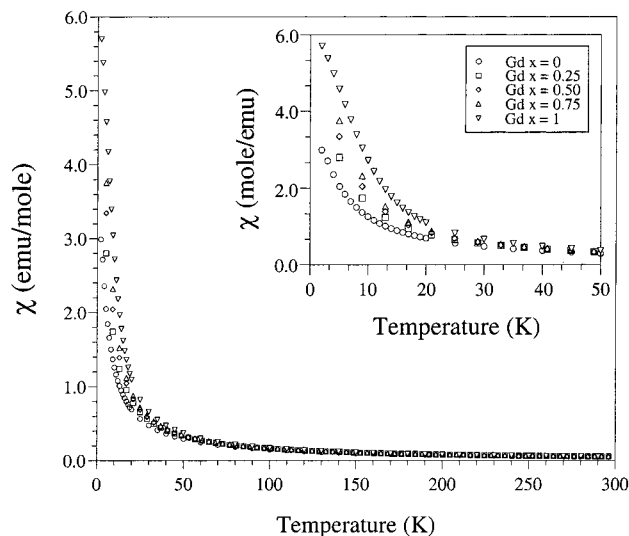 6.0
5.0
4.0
3.0
2.0
1.0
0.0
χ (emu/mole)
0 50 100 150 200 250 300
Temperature (K)
6.0
4.0
2.0
0.0
χ (mole/emu)
0 10 20 30 40 50
Temperature (K)
Gd x = 0
Gd x = 0.25
Gd x = 0.50
Gd x = 0.75
Gd x = 1